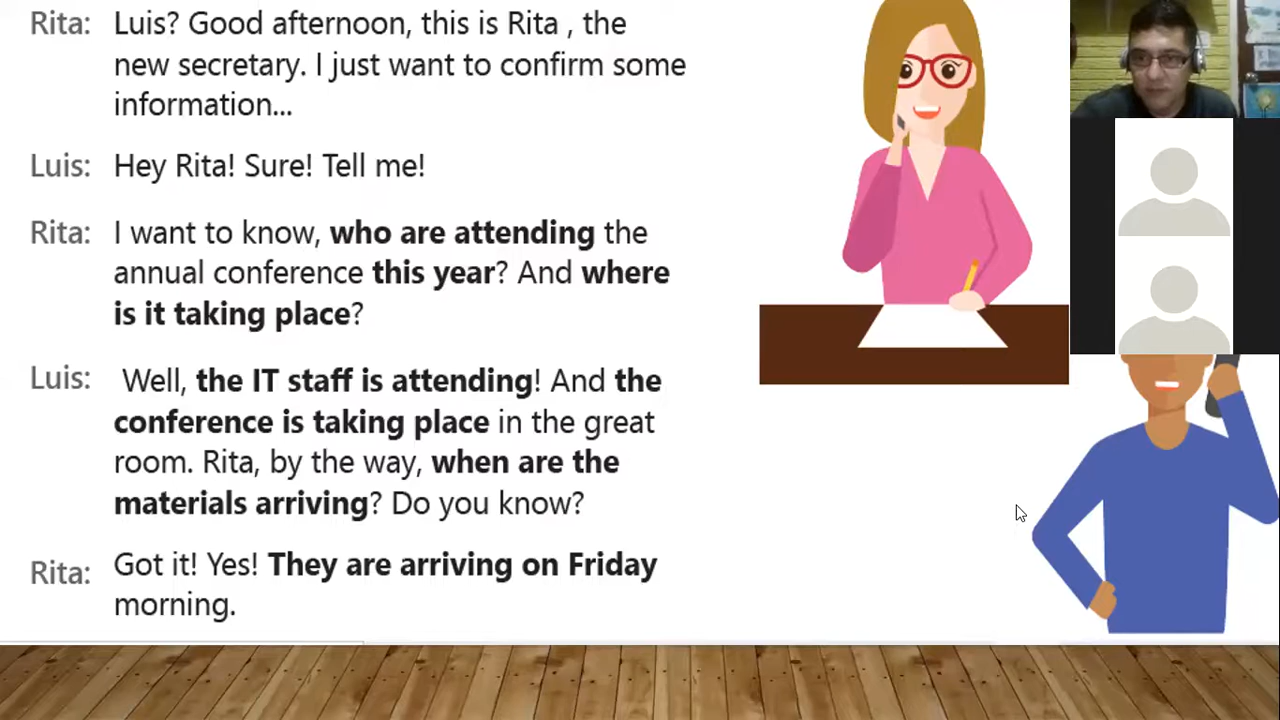 Rita: Luis? Good afternoon, this is Rita , the
new secretary. I just want to confirm some
information...
Luis: Hey Rita! Sure! Tell me!
Rita: I want to know, who are attending the
annual conference this year? And where
is it taking place?
Luis: Well, the IT staff is attending! And the
conference is taking place in the great
room. Rita, by the way, when are the
materials arriving? Do you know?
Rita: Got it! Yes! They are arriving on Friday
morning.